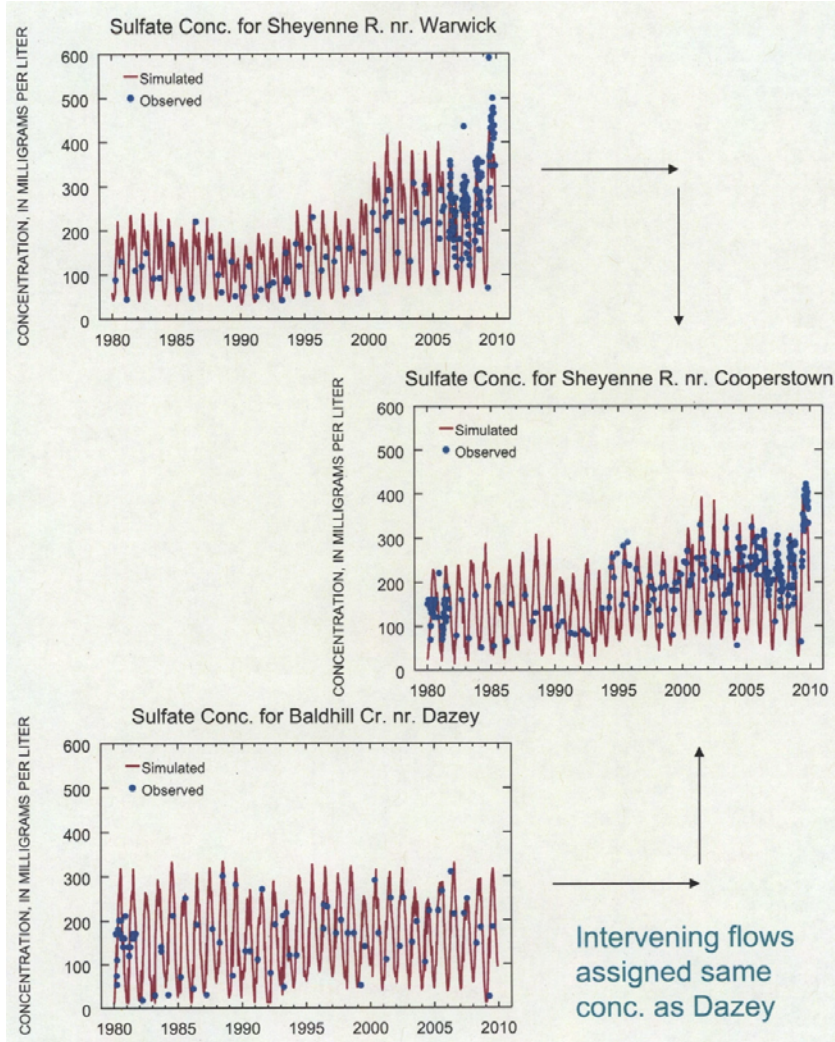 Sulfate Conc. for Sheyenne R. nr. Warwick
CONCENTRATION, IN MILLIGRAMS PER LITER
600
500
400
300
200
100
0
Simulated
Observed
1980 1985 1990 1995 2000 2005 2010
Sulfate Conc. for Sheyenne R. nr. Cooperstown
CONCENTRATION, IN MILLIGRAMS PER LITER
600
500
400
300
200
100
0
Simulated
Observed
1980 1985 1990 1995 2000 2005 2010
Sulfate Conc. for Baldhill Cr. nr. Dazey
CONCENTRATION, IN MILLIGRAMS PER LITER
600
500
400
300
200
100
0
Simulated
Observed
1980 1985 1990 1995 2000 2005 2010
Intervening flows
assigned same
conc. as Dazey